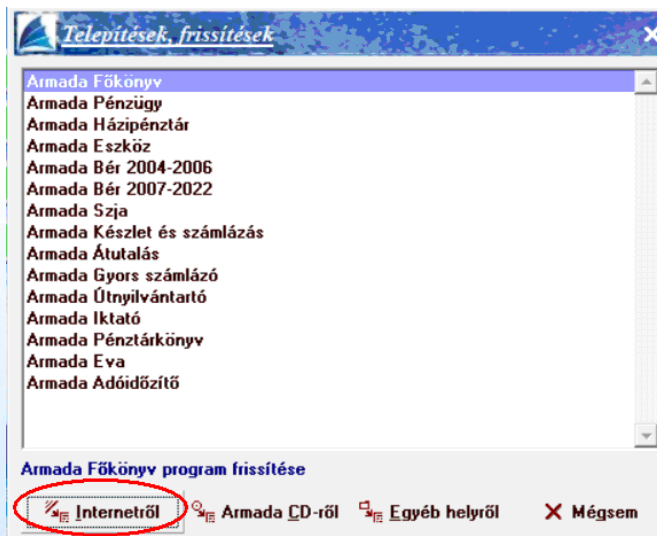 Telepítések, frissítések
Armada Főkönyv
Armada Pénzügy
Armada Házipénztár
Armada Eszköz
Armada Bér 2004-2006
Armada Bér 2007-2022
Armada Szja
Armada Készlet és számlázás
Armada Átutalás
Armada Gyors számlázó
Armada Útnyilvántartó
Armada Iktató
Armada Pénztárkönyv
Armada Eva
Armada Adóidőzítő
Armada Főkönyv program frissítése
Internetről Armada CD-ről Egyéb helyről Mégsem